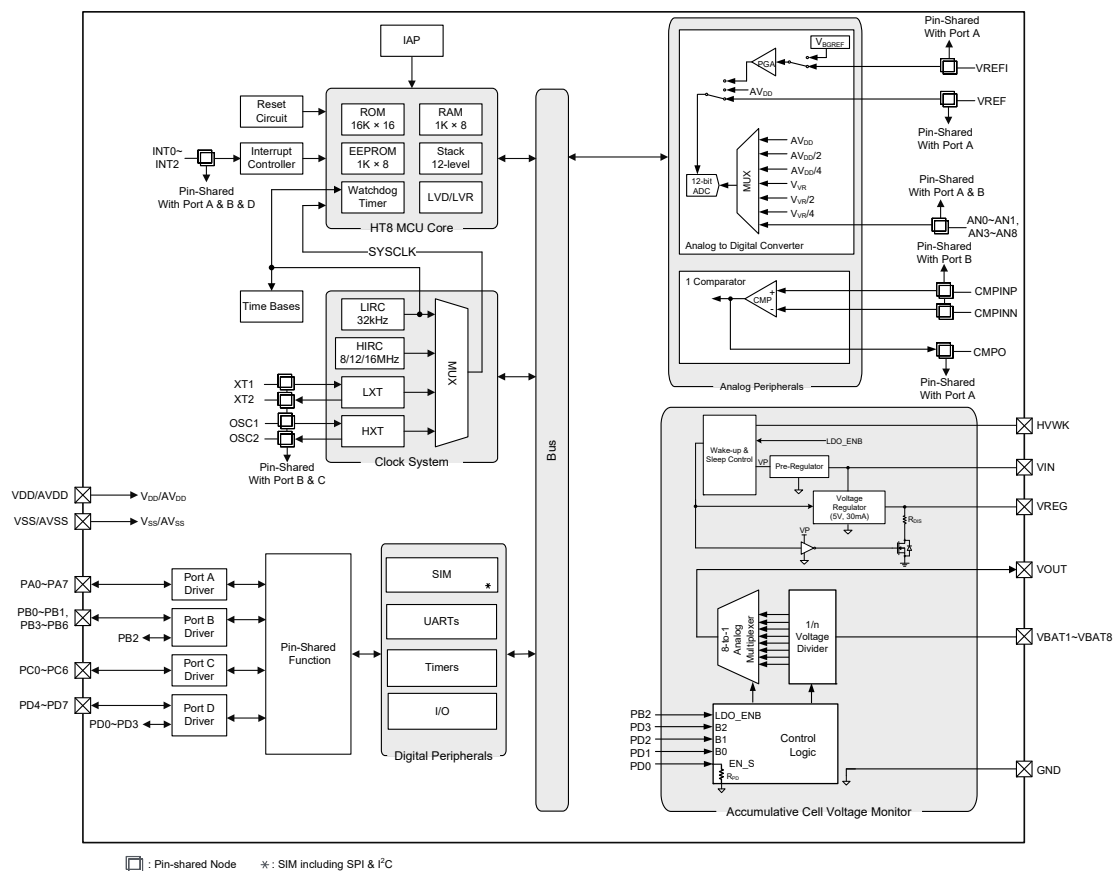 IAP
Reset
Circuit
ROM
16K × 16
RAM
1K × 8
INT0~
INT2
Interrupt
Controller
EEPROM
1K × 8
Stack
12-level
Pin-Shared
With Port A & B & D
Watchdog
Timer
LVD/LVR
HT8 MCU Core
SYSCLK
Time Bases
LIRC
32kHz
HIRC
8/12/16MHz
MUX
XT1
XT2
LXT
OSC1
OSC2
HXT
Pin-Shared
With Port B & C
Clock System
Bus
VDD/AVDD
VDD/AVDD
VSS/AVSS
VSS/AVSS
PA0~PA7
Port A
Driver
PB0~PB1,
PB3~PB6
PB2
Port B
Driver
PC0~PC6
Port C
Driver
PD4~PD7
PD0~PD3
Port D
Driver
Pin-Shared
Function
SIM
*
UARTs
Timers
I/O
Digital Peripherals
Pin-Shared
With Port A
VBGREF
PGA
VREFI
AVDD
VREF
Pin-Shared
With Port A
12-bit
ADC
MUX
AVDD
AVDD/2
AVDD/4
VVR
VVR/2
VVR/4
Pin-Shared
With Port A & B
AN0~AN1,
AN3~AN8
Analog to Digital Converter
Pin-Shared
With Port B
1 Comparator
CMP
+
-
CMPINP
CMPINN
CMPO
Pin-Shared
With Port A
Analog Peripherals
HVWK
Wake-up &
Sleep Control
LDO_ENB
VP
Pre-Regulator
VIN
Voltage
Regulator
(5V, 30mA)
VREG
RDIS
VP
VOUT
8-to-1
Analog
Multiplexer
1/n
Voltage
Divider
VBAT1~VBAT8
PB2
PD3
PD2
PD1
PD0
LDO_ENB
B2
B1
B0
EN_S
RPD
Control
Logic
GND
Accumulative Cell Voltage Monitor
: Pin-shared Node
* : SIM including SPI & I²C